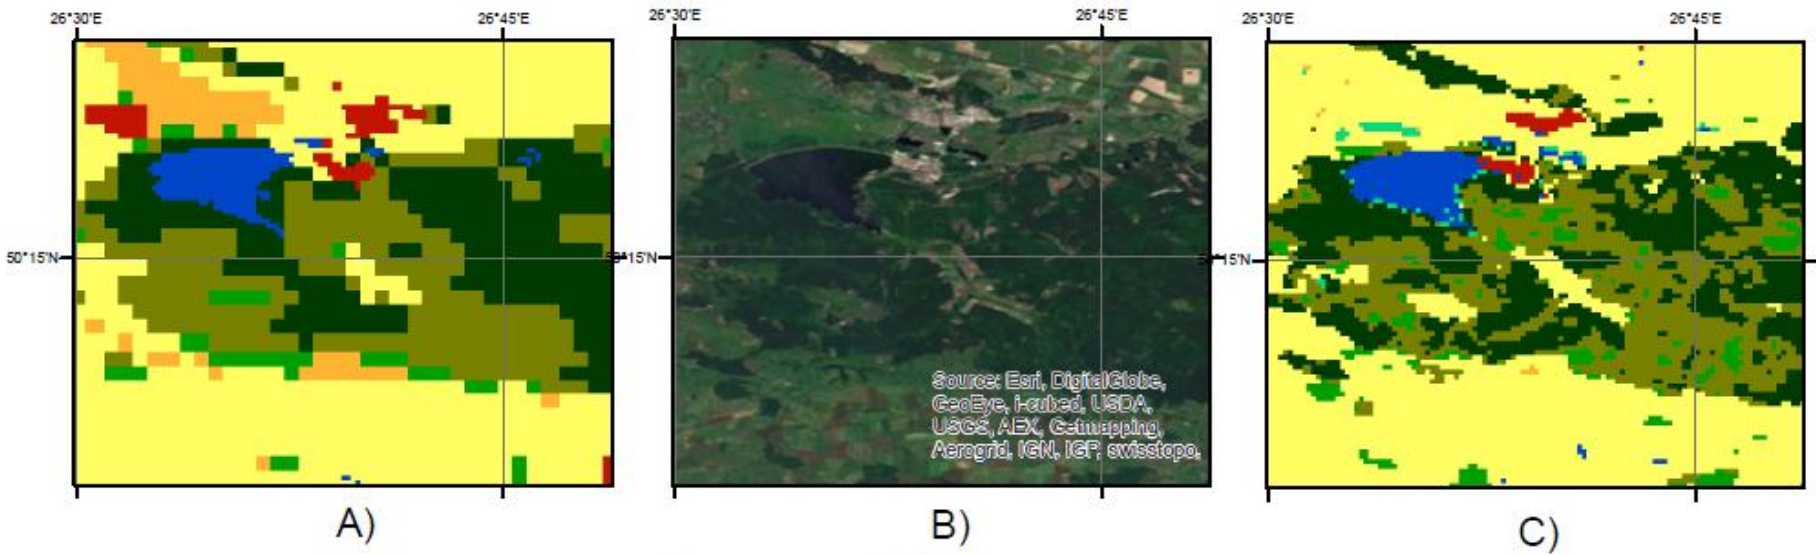 26°30'E 26°45'E 26°30'E 26°45'E 26°30'E 26°45'E
50°15'N 50°15'N 50°15'N
Source: Esri, DigitalGlobe,
GeoEye, i-cubed, USDA,
USGS, AEX, Getmapping,
Aerogrid, IGN, IGP, swisstopo,
A) B) C)